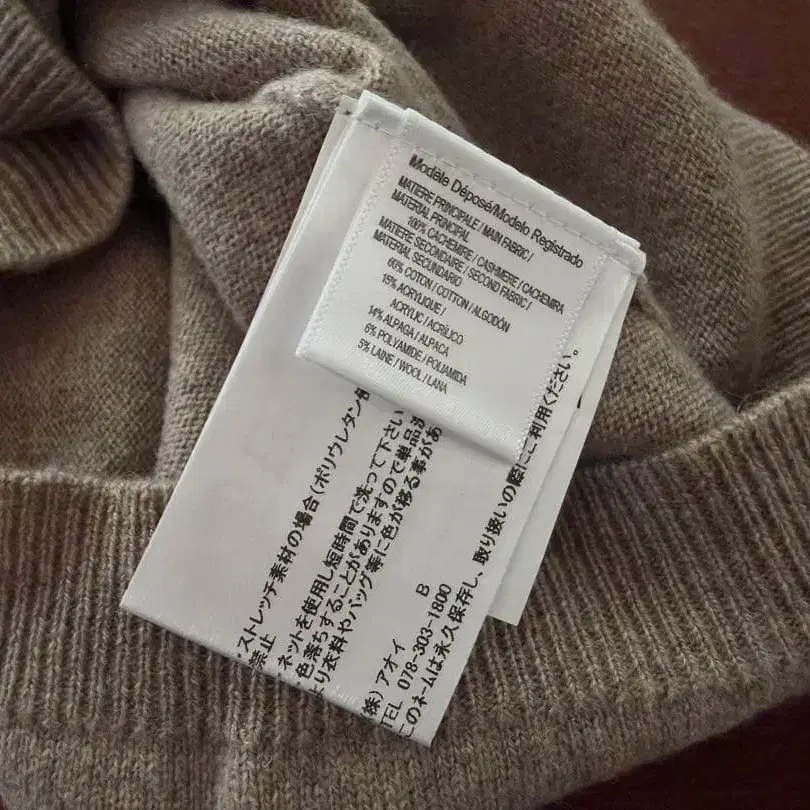 Modèle Déposé/Modelo Registrado
MATIERE PRINCIPALE / MAIN FABRIC /
MATERIAL PRINCIPAL
100% CACHEMIRE / CASHMERE / CACHEMIRA
MATIERE SECONDAIRE / SECOND FABRIC /
MATERIAL SECUNDARIO
60% COTON / COTTON / ALGODÓN
15% ACRYLIQUE /
ACRYLIC / ACRÍLICO
14% ALPAGA / ALPACA
6% POLYAMIDE / POLIAMIDA
5% LAINE / WOOL / LANA
・ストレッチ素材の場合(ポリウレタン
禁止
ネットを使用し短時間で洗って下さい
色落ちすることがありますので単品
より衣料やバッグ等に色が移る事があ
(株)アオイ B
TEL 078-303-1800
このネームは永久保存し、取り扱いの際にご利用ください。